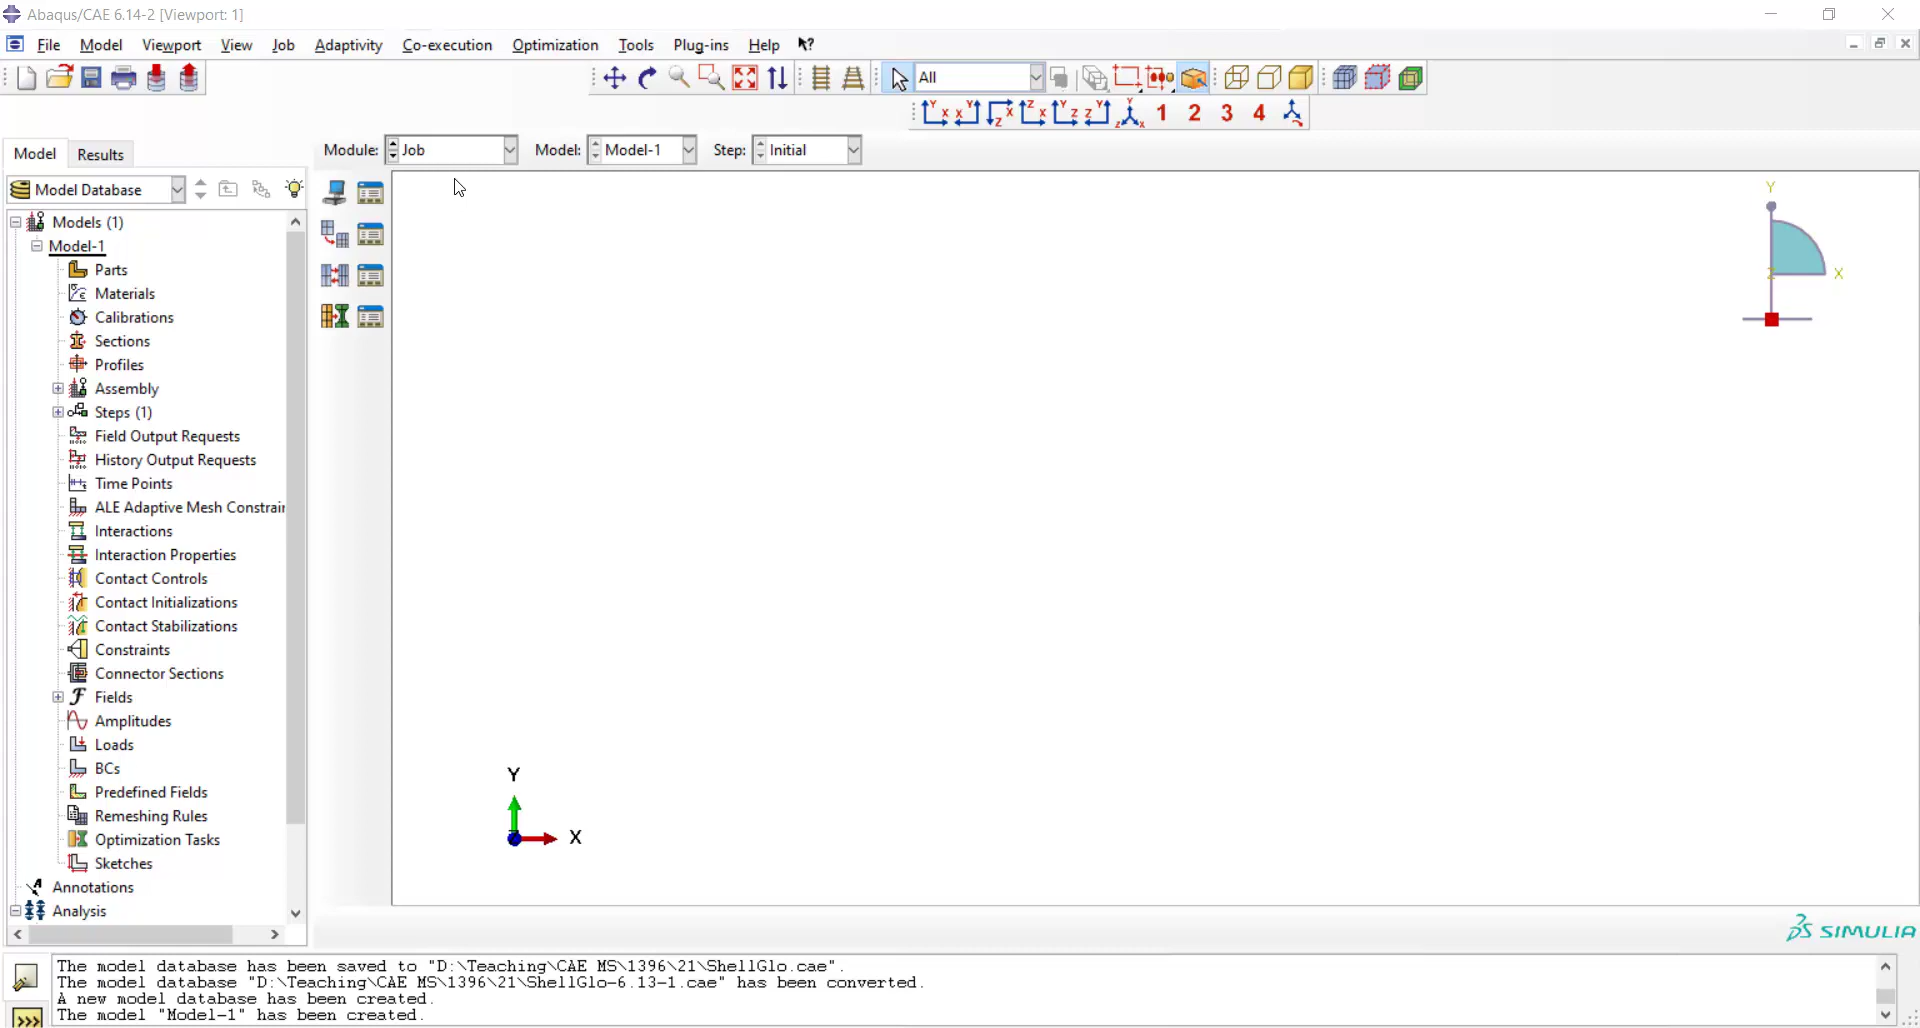 Abaqus/CAE 6.14-2 [Viewport: 1]
File Model Viewport View Job Adaptivity Co-execution Optimization Tools Plug-ins Help
All
1 2 3 4
Model Results
Module: Job Model: Model-1 Step: Initial
Model Database
Models (1)
Model-1
Parts
Materials
Calibrations
Sections
Profiles
Assembly
Steps (1)
Field Output Requests
History Output Requests
Time Points
ALE Adaptive Mesh Constrain
Interactions
Interaction Properties
Contact Controls
Contact Initializations
Contact Stabilizations
Constraints
Connector Sections
Fields
Amplitudes
Loads
BCs
Predefined Fields
Remeshing Rules
Optimization Tasks
Sketches
Annotations
Analysis
Y
Z X
Y
Z X
SIMULIA
The model database has been saved to "D:\Teaching\CAE MS\1396\21\ShellGlo.cae".
The model database "D:\Teaching\CAE MS\1396\21\ShellGlo-6.13-1.cae" has been converted.
A new model database has been created.
The model "Model-1" has been created.